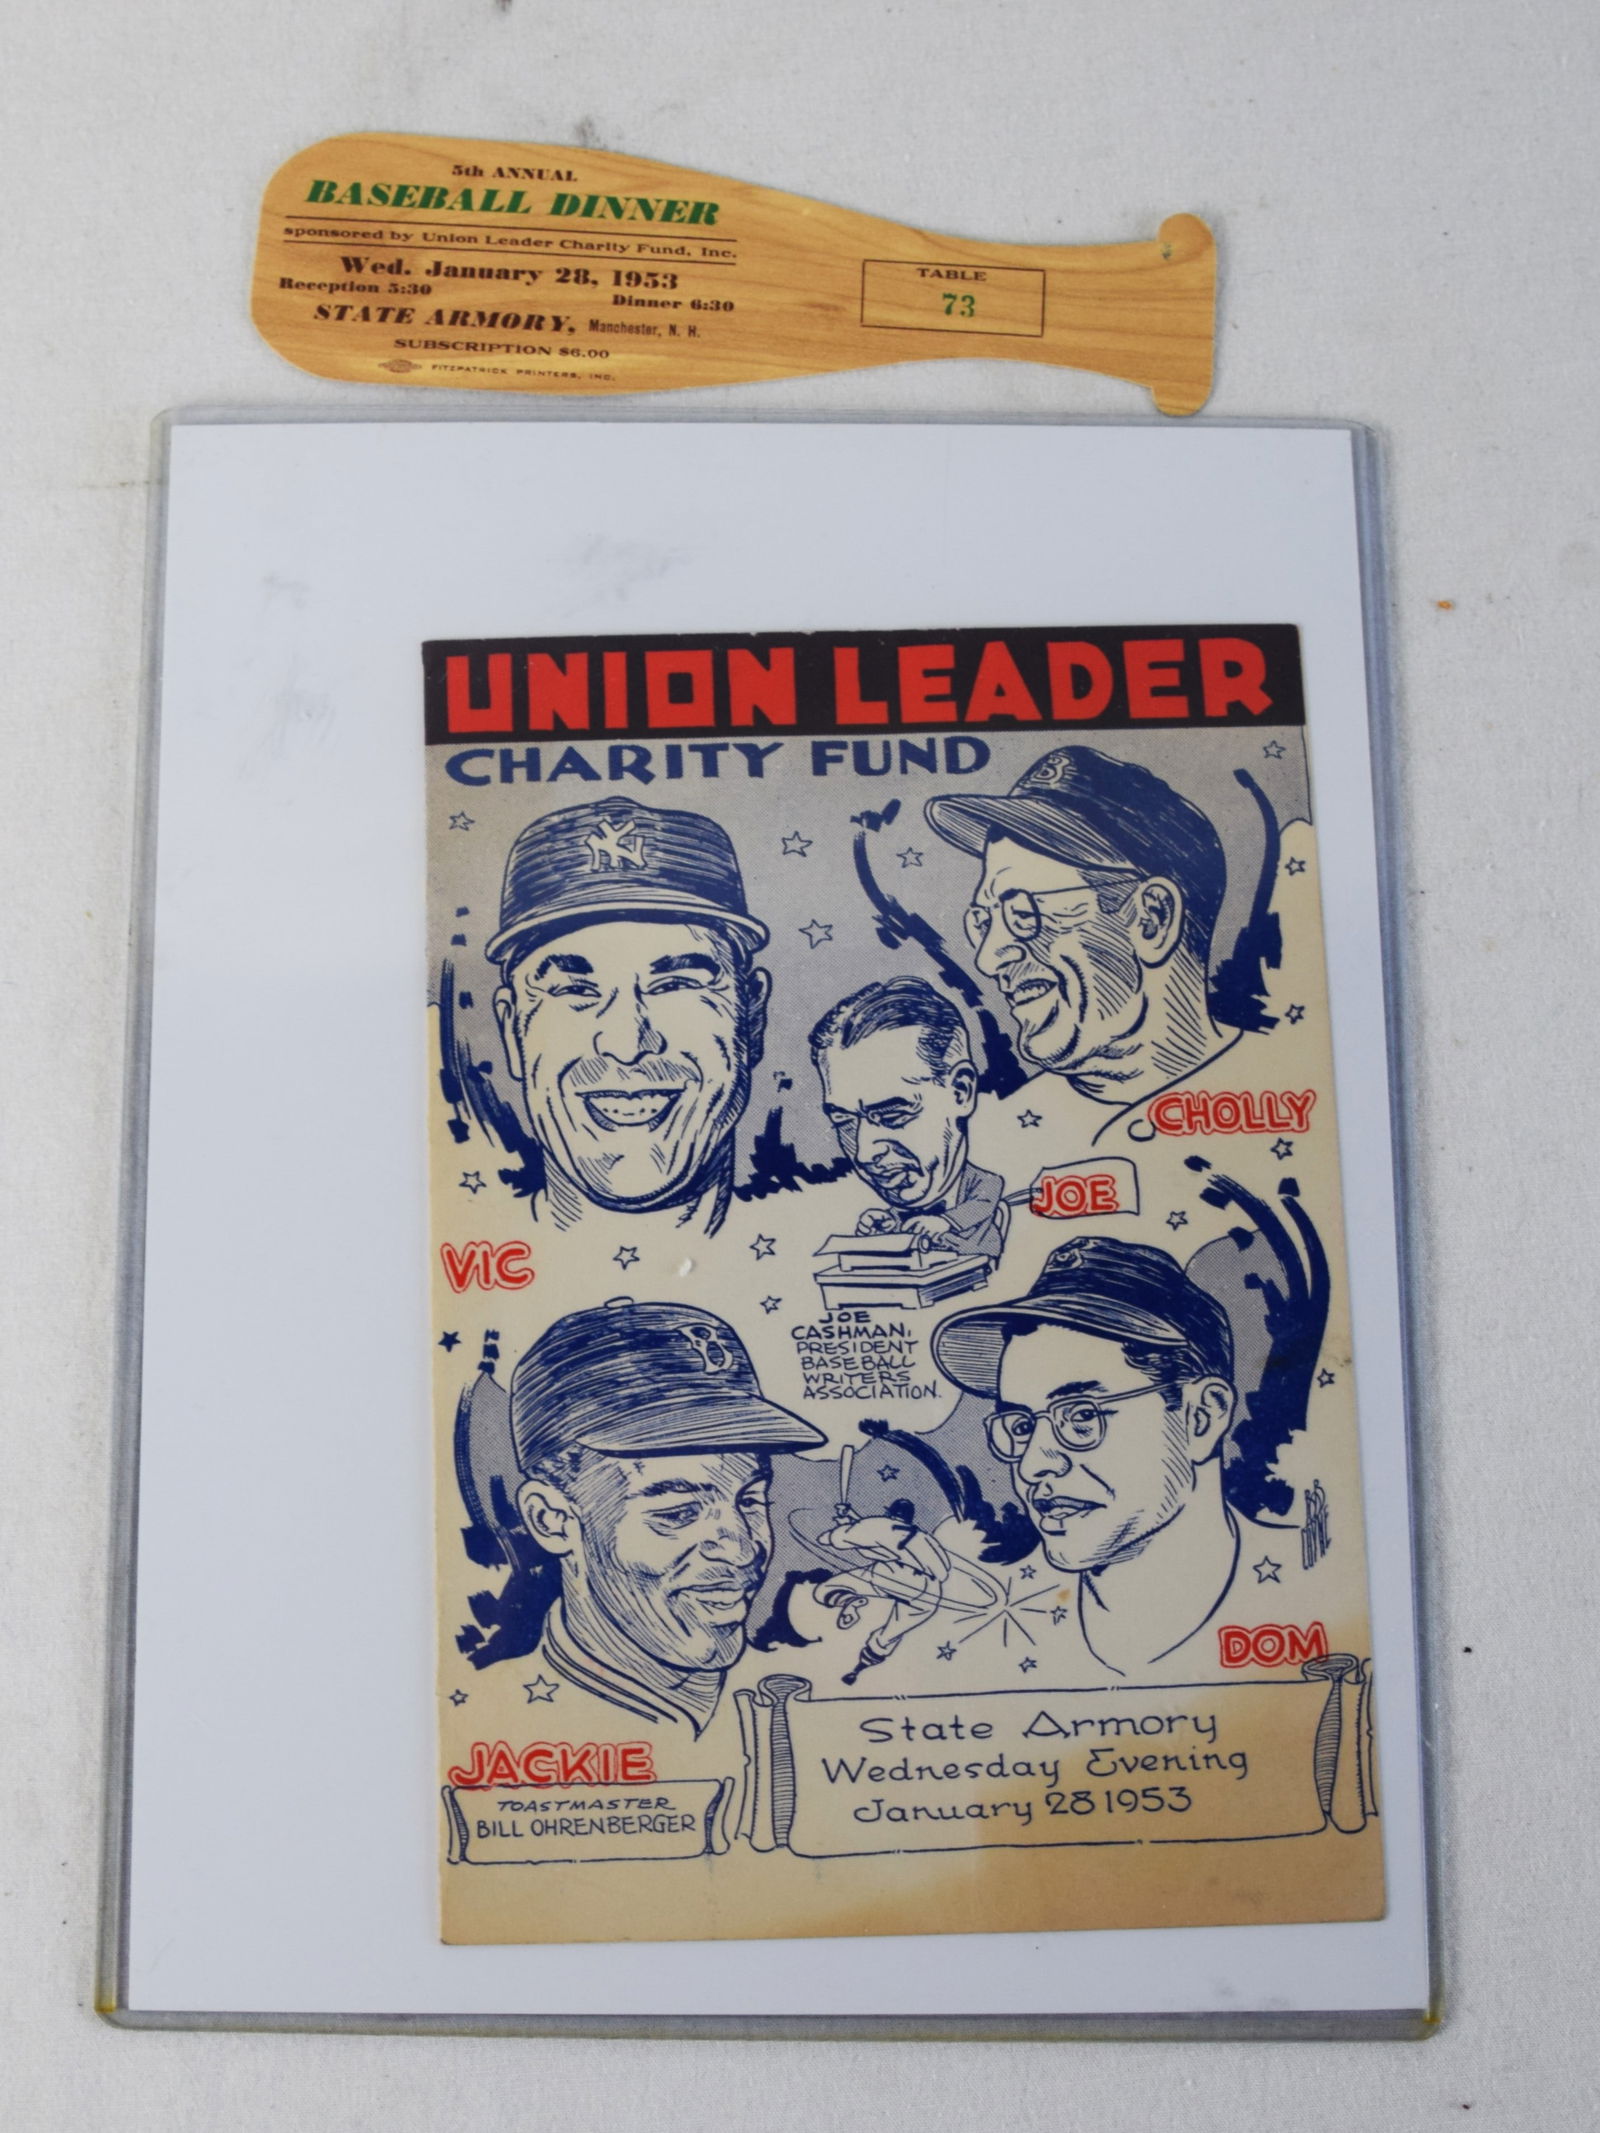 5th ANNUAL
BASEBALL DINNER
sponsored by Union Leader Charity Fund, Inc.
Wed. January 28, 1953
Reception 5:30 Dinner 6:30
STATE ARMORY, Manchester, N. H.
SUBSCRIPTION $6.00
FITZPATRICK PRINTERS, INC.
TABLE
73
UNION LEADER
CHARITY FUND
NY
B
CHOLLY
JOE
VIC
JOE
CASHMAN,
PRESIDENT
BASEBALL
WRITERS
ASSOCIATION.
B
B
DOM
JACKIE
TOASTMASTER
BILL OHRENBERGER
State Armory
Wednesday Evening
January 28 1953